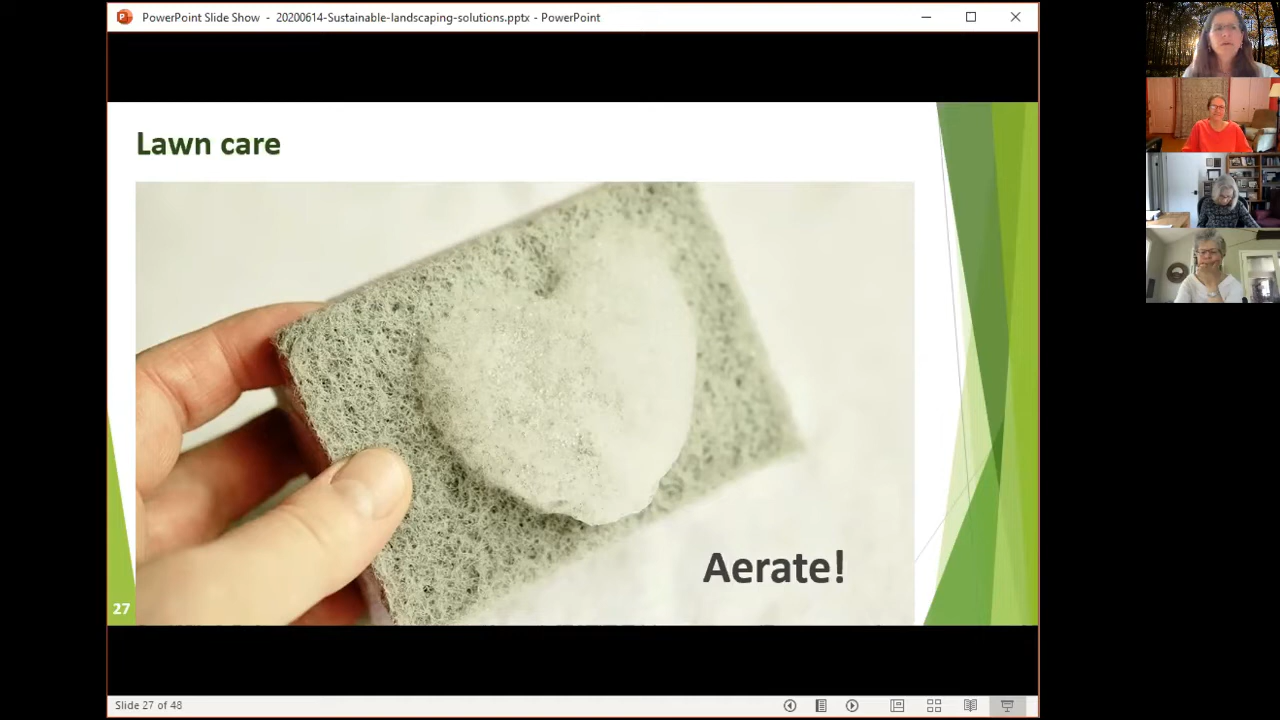 PowerPoint Slide Show - 20200614-Sustainable-landscaping-solutions.pptx - PowerPoint
Lawn care
Aerate!
27
Slide 27 of 48